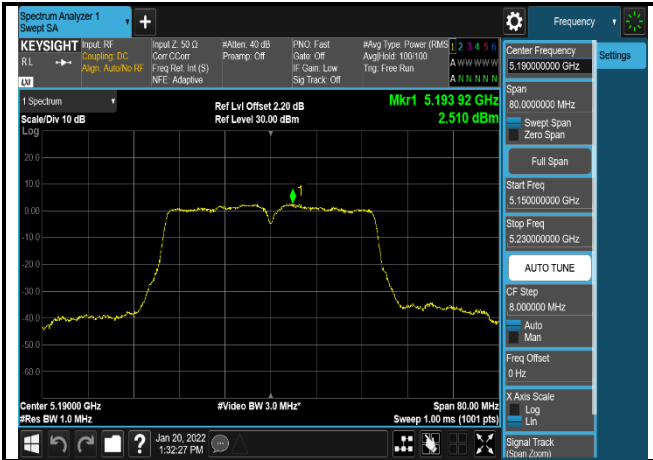 Spectrum Analyzer 1
Swept SA
+
Frequency
KEYSIGHT
RL
LXI
Input: RF
Coupling: DC
Align: Auto/No RF
Input Z: 50 Ω
Corr CCorr
Freq Ref: Int (S)
NFE: Adaptive
#Atten: 40 dB
Preamp: Off
PNO: Fast
Gate: Off
IF Gain: Low
Sig Track: Off
#Avg Type: Power (RMS)
Avg|Hold: 100/100
Trig: Free Run
1 2 3 4 5 6
A W W W W W
A N N N N N
Center Frequency
5.190000000 GHz
Settings
Span
80.0000000 MHz
Swept Span
Zero Span
Full Span
Start Freq
5.150000000 GHz
Stop Freq
5.230000000 GHz
AUTO TUNE
CF Step
8.000000 MHz
Auto
Man
Freq Offset
0 Hz
X Axis Scale
Log
Lin
Signal Track
(Span Zoom)
1 Spectrum
Scale/Div 10 dB
Log
Ref Lvl Offset 2.20 dB
Ref Level 30.00 dBm
Mkr1 5.193 92 GHz
2.510 dBm
20.0
10.0
0.00
-10.0
-20.0
-30.0
-40.0
-50.0
-60.0
1
Center 5.19000 GHz
#Res BW 1.0 MHz
#Video BW 3.0 MHz*
Span 80.00 MHz
Sweep 1.00 ms (1001 pts)
?
Jan 20, 2022
1:32:27 PM